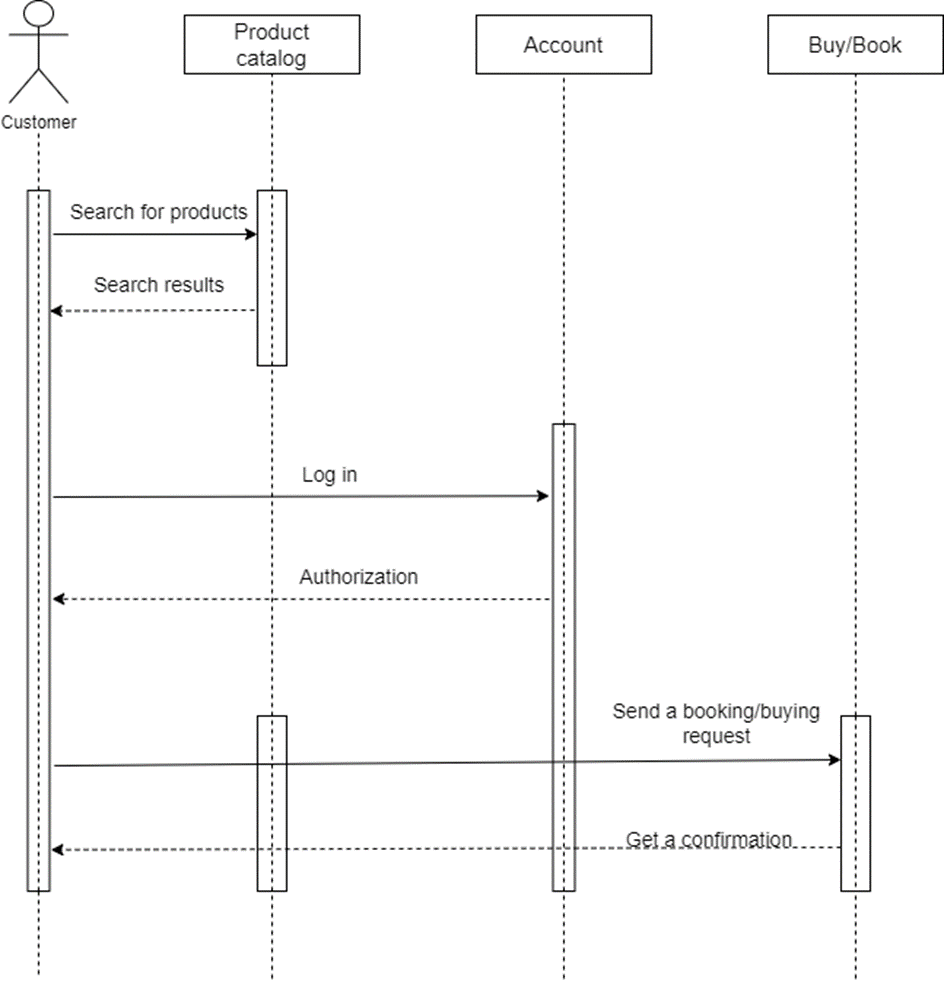 Product
catalog
Account
Buy/Book
Customer
Search for products
Search results
Log in
Authorization
Send a booking/buying
request
Get a confirmation